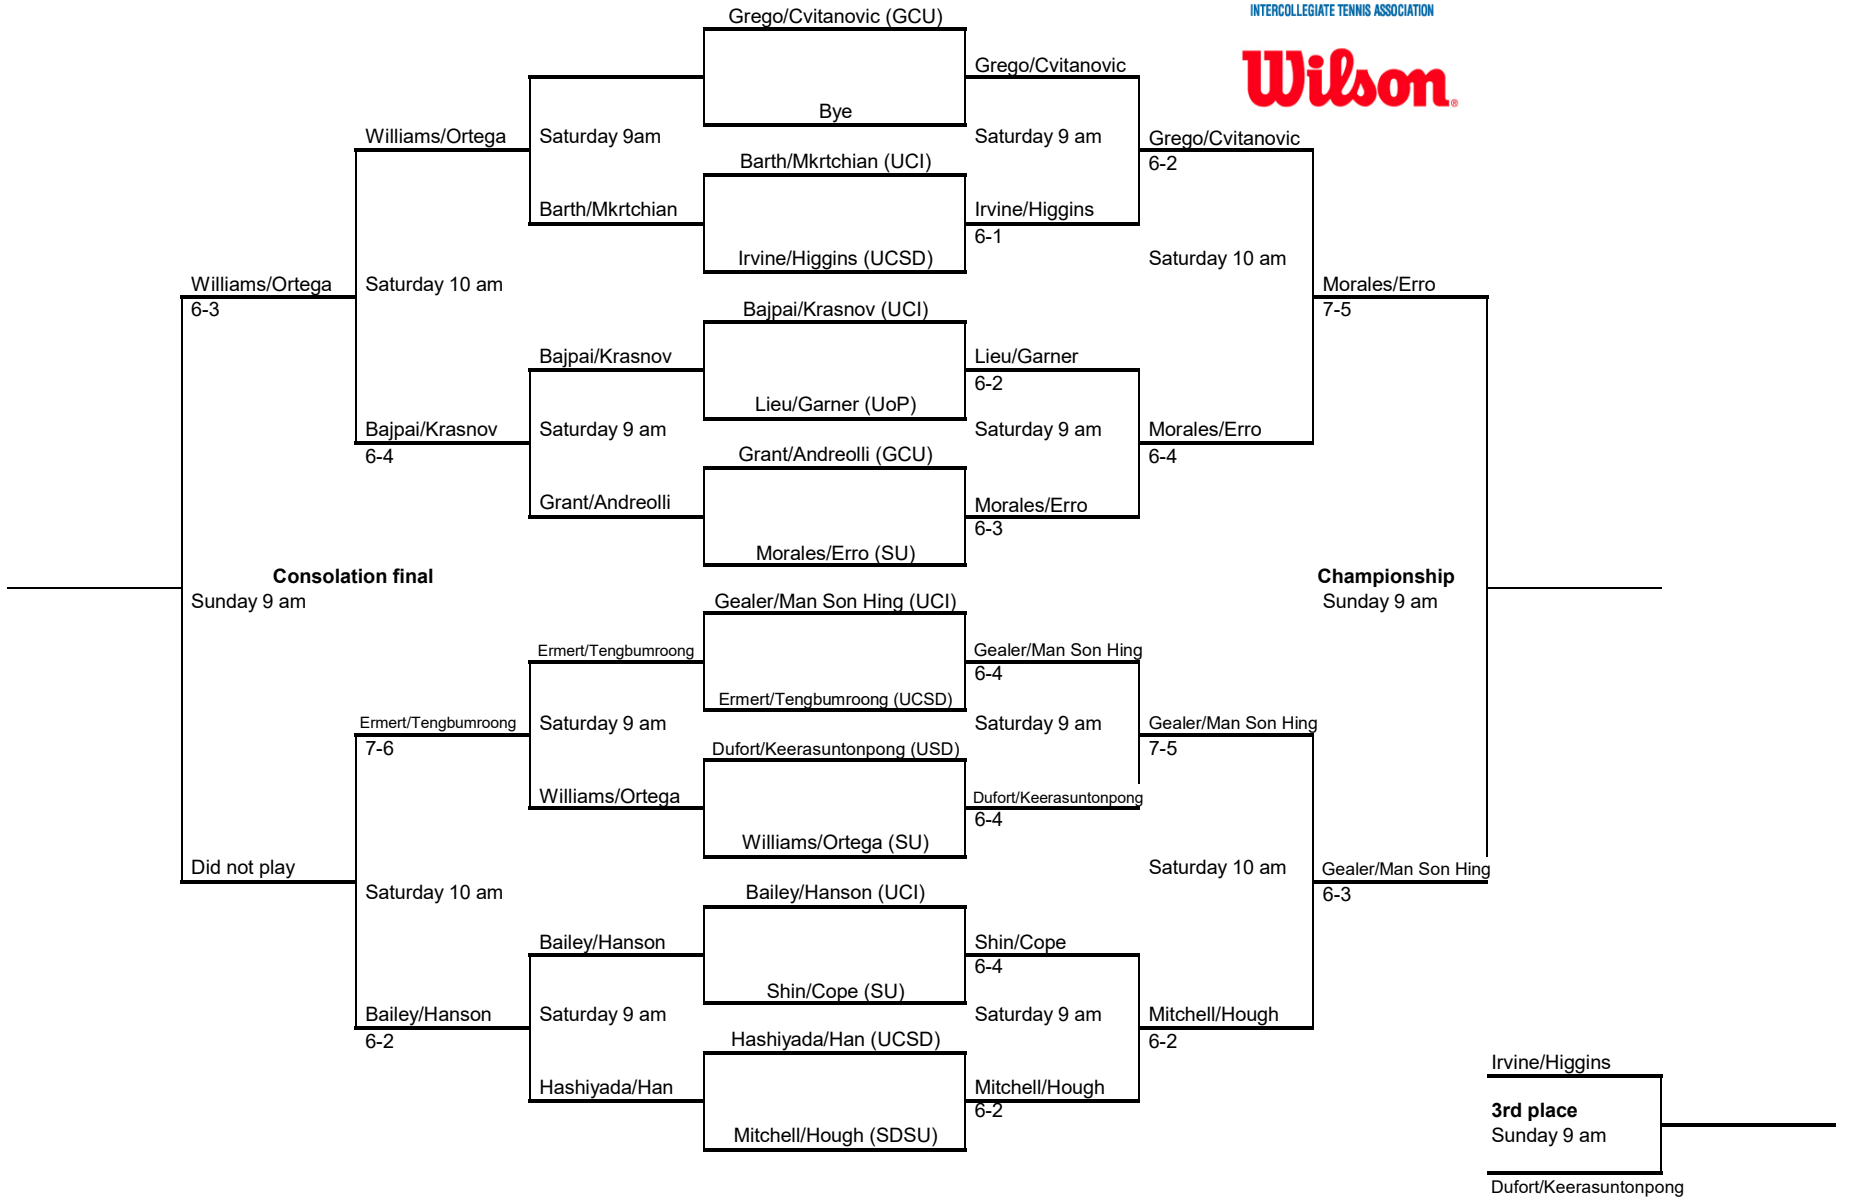 INTERCOLLEGIATE TENNIS ASSOCIATION
Wilson®
Grego/Cvitanovic (GCU)
Grego/Cvitanovic
Bye
Williams/Ortega
Saturday 9am
Saturday 9 am
Grego/Cvitanovic
6-2
Barth/Mkrtchian (UCI)
Barth/Mkrtchian
Irvine/Higgins
6-1
Irvine/Higgins (UCSD)
Saturday 10 am
Williams/Ortega
6-3
Saturday 10 am
Morales/Erro
7-5
Bajpai/Krasnov (UCI)
Bajpai/Krasnov
Lieu/Garner
6-2
Lieu/Garner (UoP)
Bajpai/Krasnov
6-4
Saturday 9 am
Saturday 9 am
Morales/Erro
6-4
Grant/Andreolli (GCU)
Grant/Andreolli
Morales/Erro
6-3
Morales/Erro (SU)
Consolation final
Sunday 9 am
Championship
Sunday 9 am
Gealer/Man Son Hing (UCI)
Ermert/Tengbumroong
Gealer/Man Son Hing
6-4
Ermert/Tengbumroong (UCSD)
Ermert/Tengbumroong
7-6
Saturday 9 am
Saturday 9 am
Gealer/Man Son Hing
7-5
Dufort/Keerasuntonpong (USD)
Williams/Ortega
Dufort/Keerasuntonpong
6-4
Williams/Ortega (SU)
Did not play
Saturday 10 am
Gealer/Man Son Hing
6-3
Saturday 10 am
Bailey/Hanson (UCI)
Bailey/Hanson
Shin/Cope
6-4
Shin/Cope (SU)
Bailey/Hanson
6-2
Saturday 9 am
Saturday 9 am
Mitchell/Hough
6-2
Hashiyada/Han (UCSD)
Hashiyada/Han
Mitchell/Hough
6-2
Mitchell/Hough (SDSU)
Irvine/Higgins
3rd place
Sunday 9 am
Dufort/Keerasuntonpong